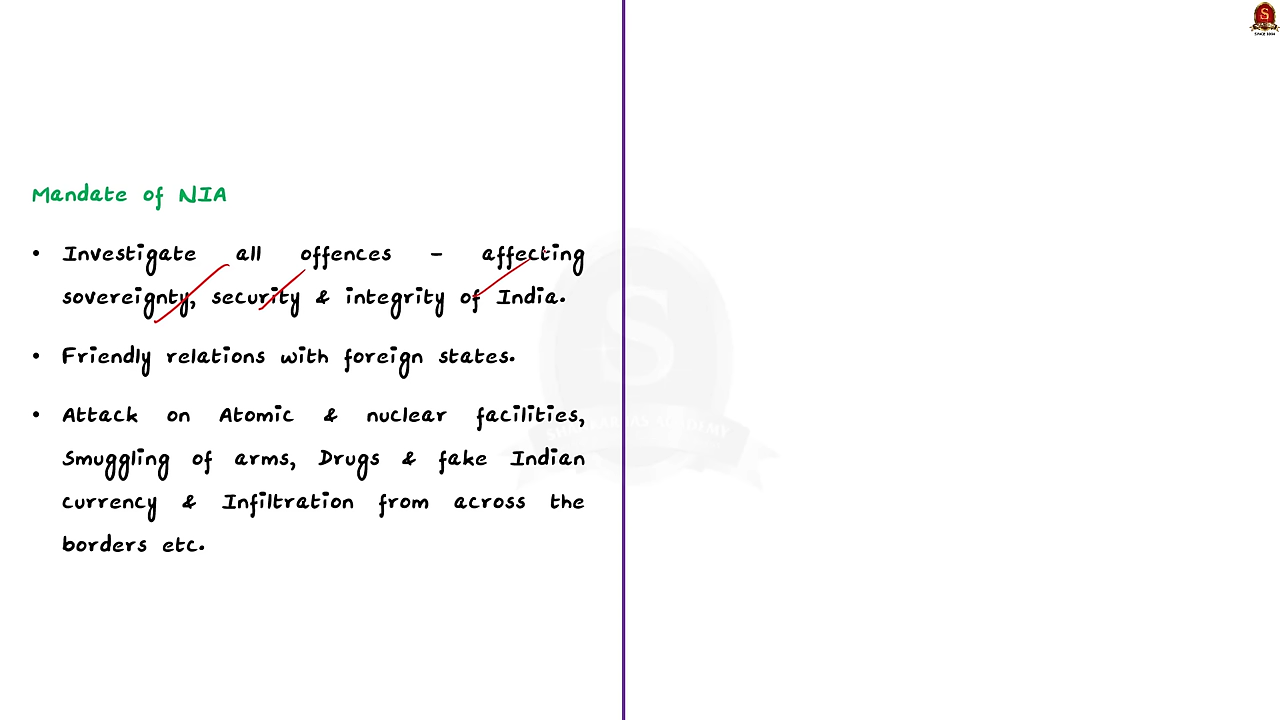 Mandate of NIA
• Investigate all offences - affecting
sovereignty, security & integrity of India.
• Friendly relations with foreign states.
• Attack on Atomic & nuclear facilities,
Smuggling of arms, Drugs & fake Indian
currency & Infiltration from across the
borders etc.
S
ACADEMY
S